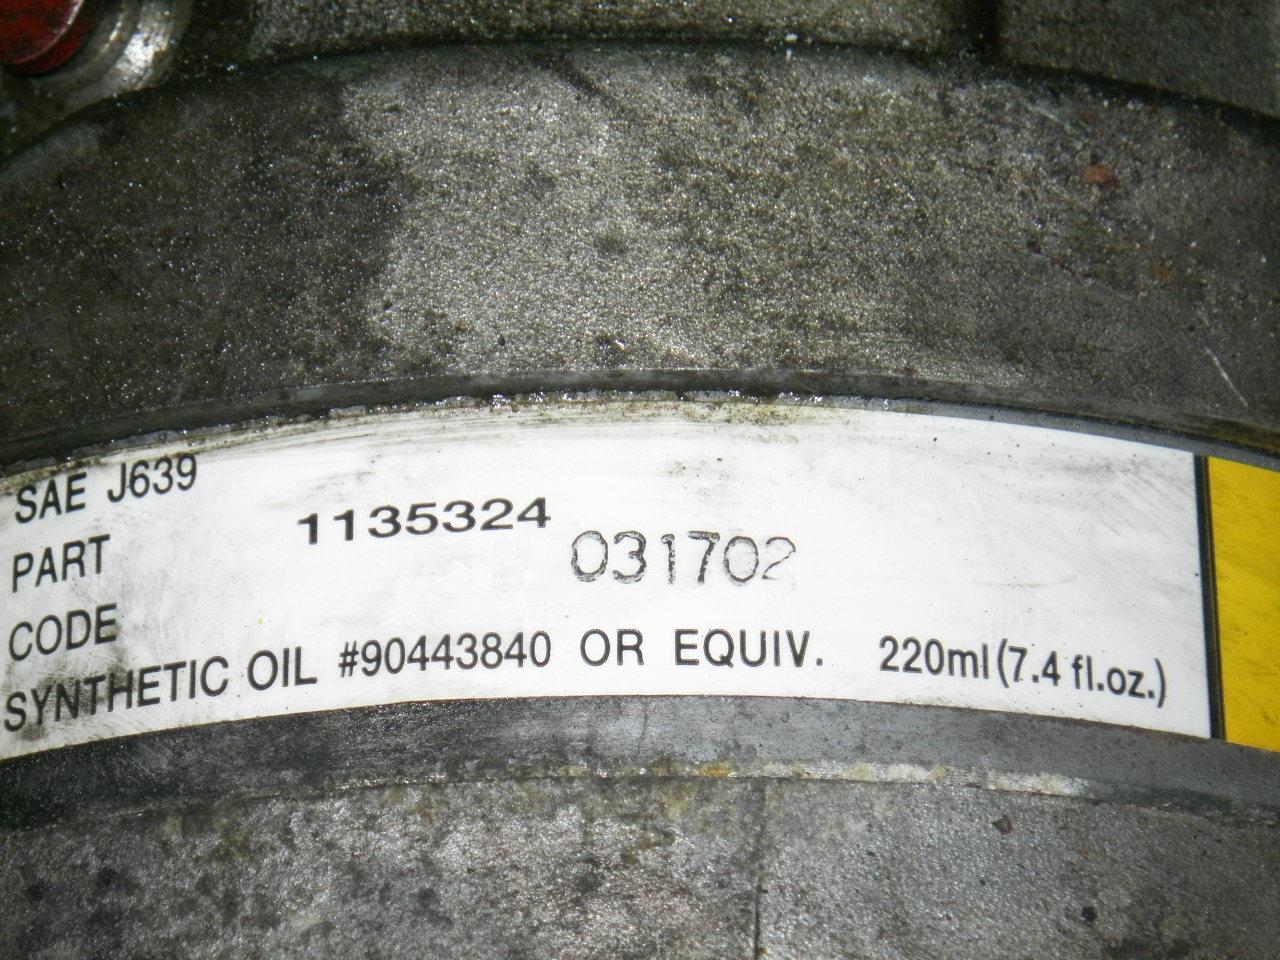 SAE J639
PART 1135324
CODE 031702
SYNTHETIC OIL #90443840 OR EQUIV. 220ml(7.4 fl.oz.)